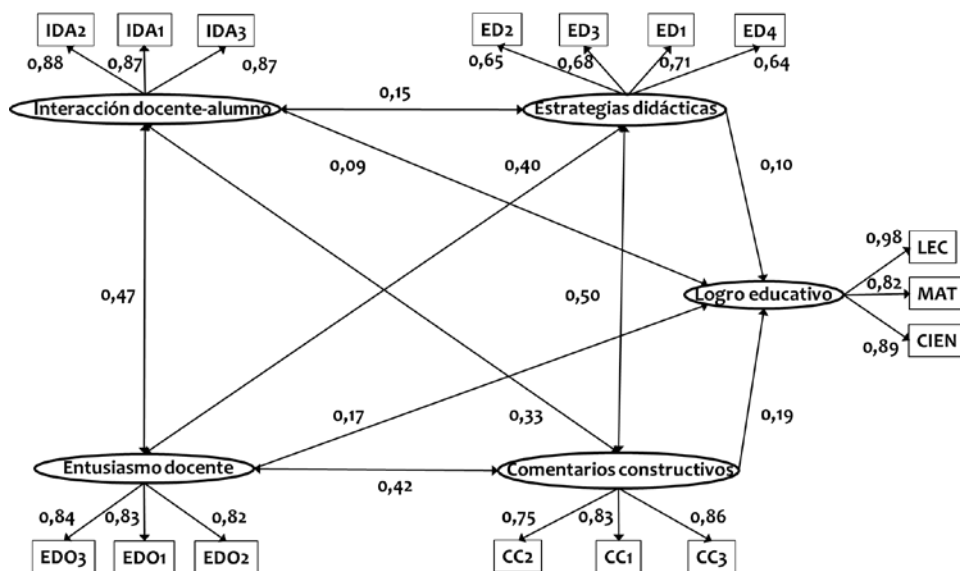 IDA2 IDA1 IDA3 ED2 ED3 ED1 ED4
0,88 0,87 0,87 0,65 0,68 0,71 0,64
Interacción docente-alumno 0,15 Estrategias didácticas
0,09 0,40 0,10
0,98 LEC
0,47 0,50 Logro educativo 0,82 MAT
0,89 CIEN
0,17 0,33 0,19
Entusiasmo docente 0,42 Comentarios constructivos
0,84 0,83 0,82 0,75 0,83 0,86
EDO3 EDO1 EDO2 CC2 CC1 CC3